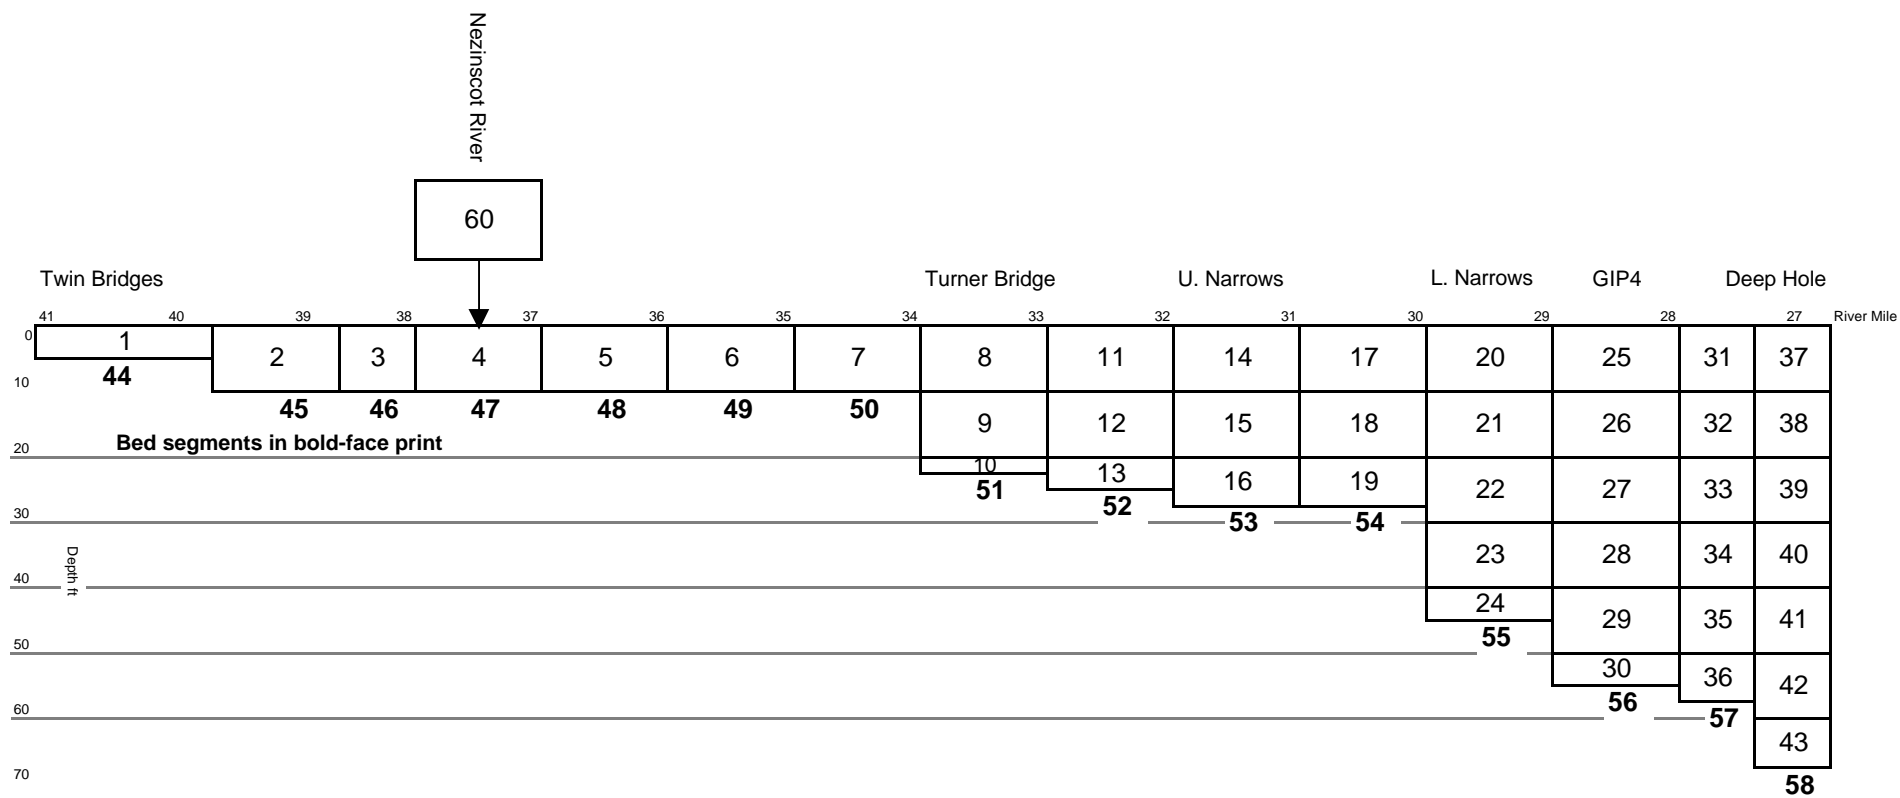 Nezinscot River
60
Twin Bridges Turner Bridge U. Narrows L. Narrows GIP4 Deep Hole
41 40 39 38 37 36 35 34 33 32 31 30 29 28 27 River Mile
0
1 2 3 4 5 6 7 8 11 14 17 20 25 31 37
44
10
45 46 47 48 49 50
9 12 15 18 21 26 32 38
Bed segments in bold-face print
20
10 13 16 19 22 27 33 39
51 52 53 54
30
23 28 34 40
Depth ft
40
24 29 35 41
55
50
30 36 42
56 57
60
43
70
58